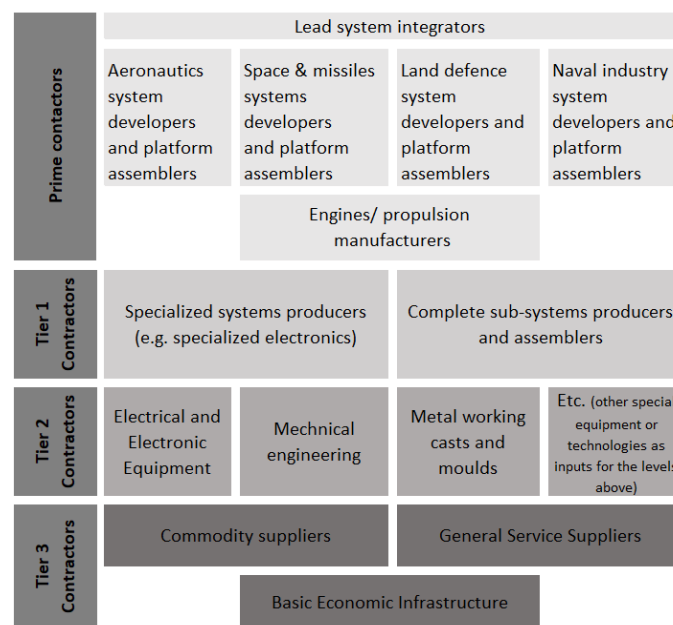 Prime contactors
Lead system integrators
Aeronautics
system
developers
and platform
assemblers
Space & missiles
systems
developers
and platform
assemblers
Land defence
system
developers and
platform
assemblers
Naval industry
system
developers and
platform
assemblers
Engines/ propulsion
manufacturers
Tier 1
Contractors
Specialized systems producers
(e.g. specialized electronics)
Complete sub-systems producers
and assemblers
Tier 2
Contractors
Electrical and
Electronic
Equipment
Mechnical
engineering
Metal working
casts and
moulds
Etc. (other special
equipment or
technologies as
inputs for the levels
above)
Tier 3
Contractors
Commodity suppliers
General Service Suppliers
Basic Economic Infrastructure